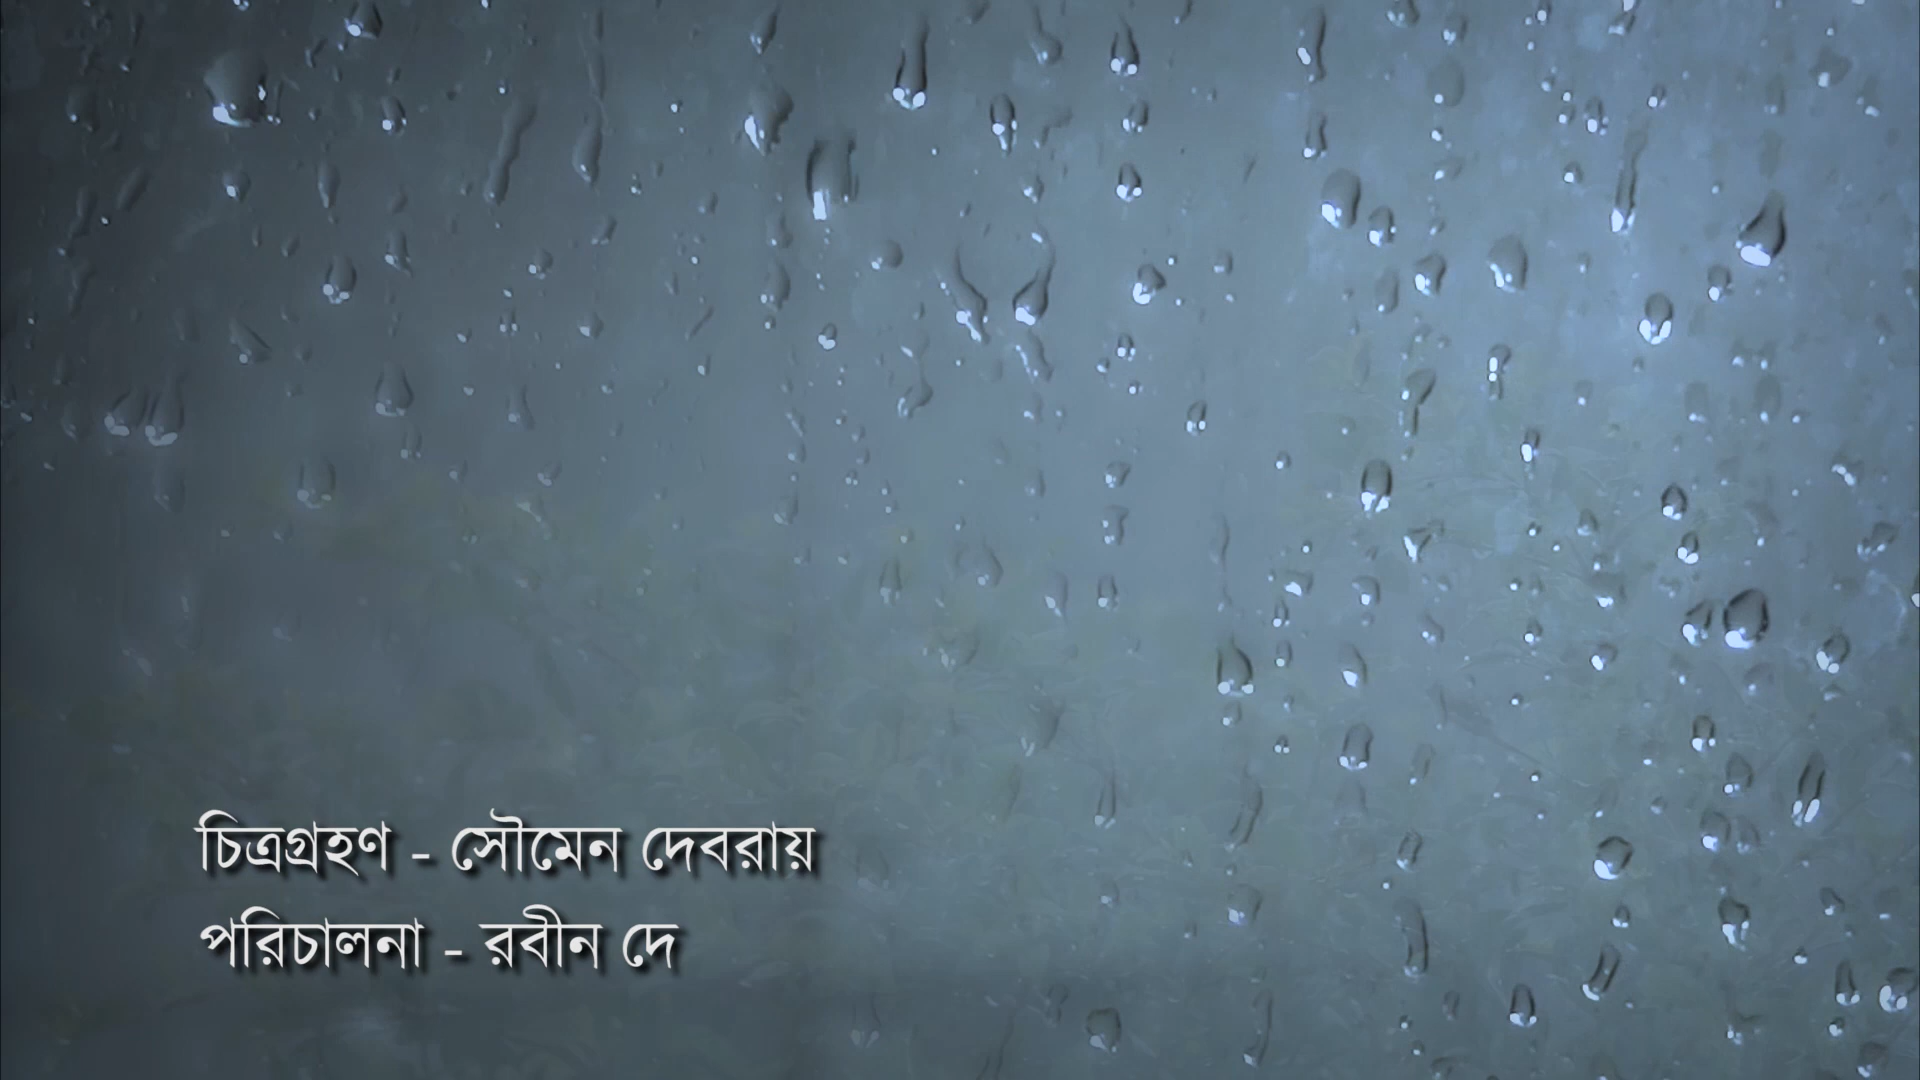 চিত্রগ্রহণ - সৌমেন দেবরায়
পরিচালনা - রবীন দে